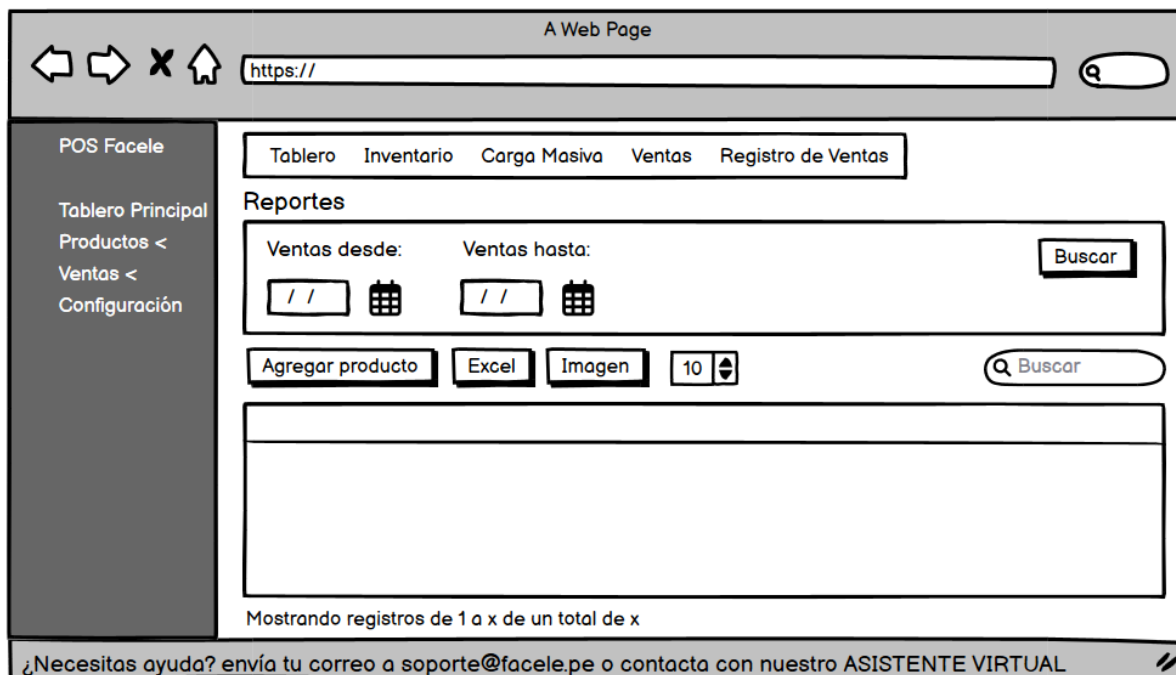 A Web Page
https://
POS Facele
Tablero Principal
Productos <
Ventas <
Configuración
Tablero Inventario Carga Masiva Ventas Registro de Ventas
Reportes
Ventas desde: Ventas hasta:
Buscar
/ / / /
Agregar producto Excel Imagen 10 Buscar
Mostrando registros de 1 a x de un total de x
¿Necesitas ayuda? envía tu correo a soporte@facele.pe o contacta con nuestro ASISTENTE VIRTUAL